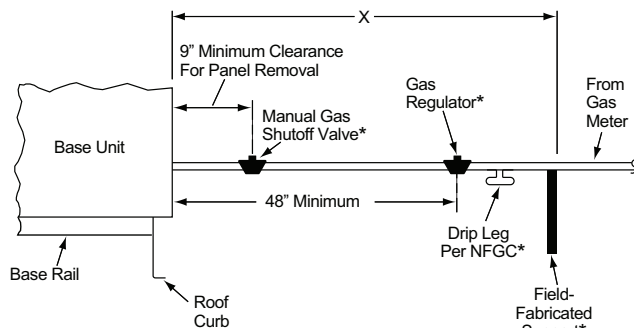 X
9” Minimum Clearance
For Panel Removal
Gas
Regulator*
From
Gas
Meter
Manual Gas
Shutoff Valve*
Base Unit
48” Minimum
Drip Leg
Per NFGC*
Base Rail
Roof
Curb
Field-
Fabricated